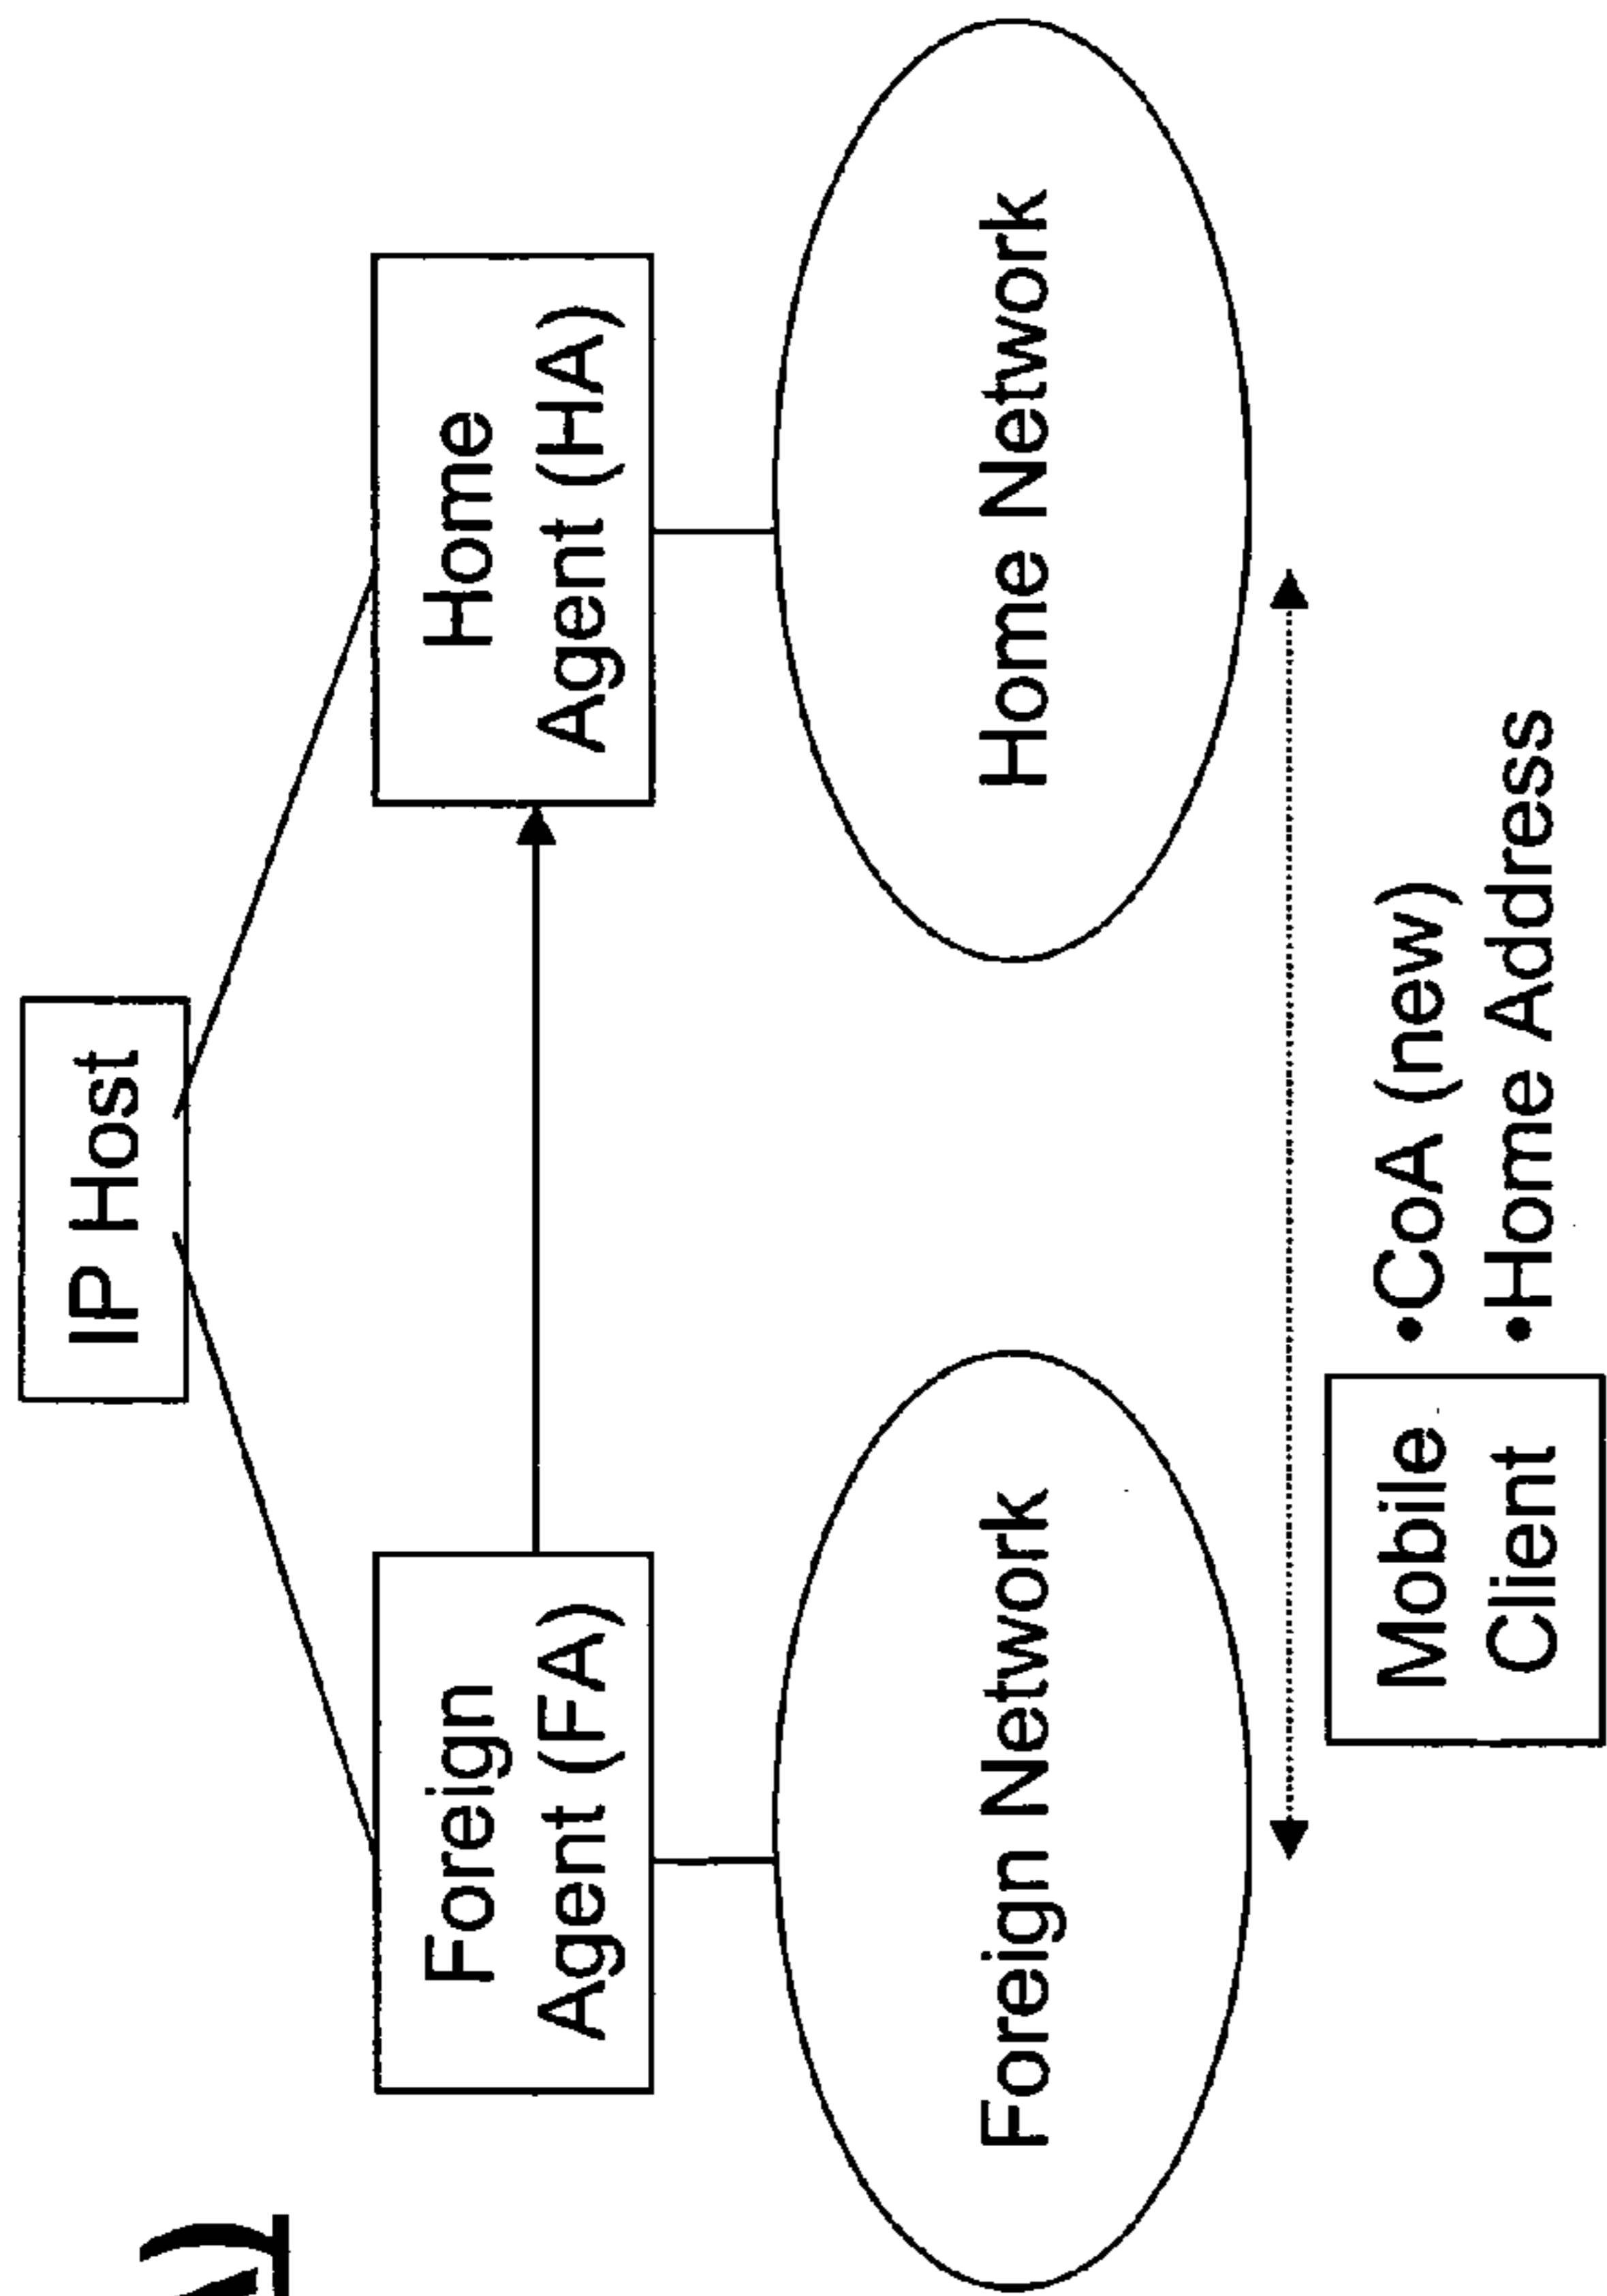 IP Host
Foreign
Agent (FA)
Home
Agent (HA)
Foreign Network
Home Network
Mobile
Client
•CoA (new)
•Home Address